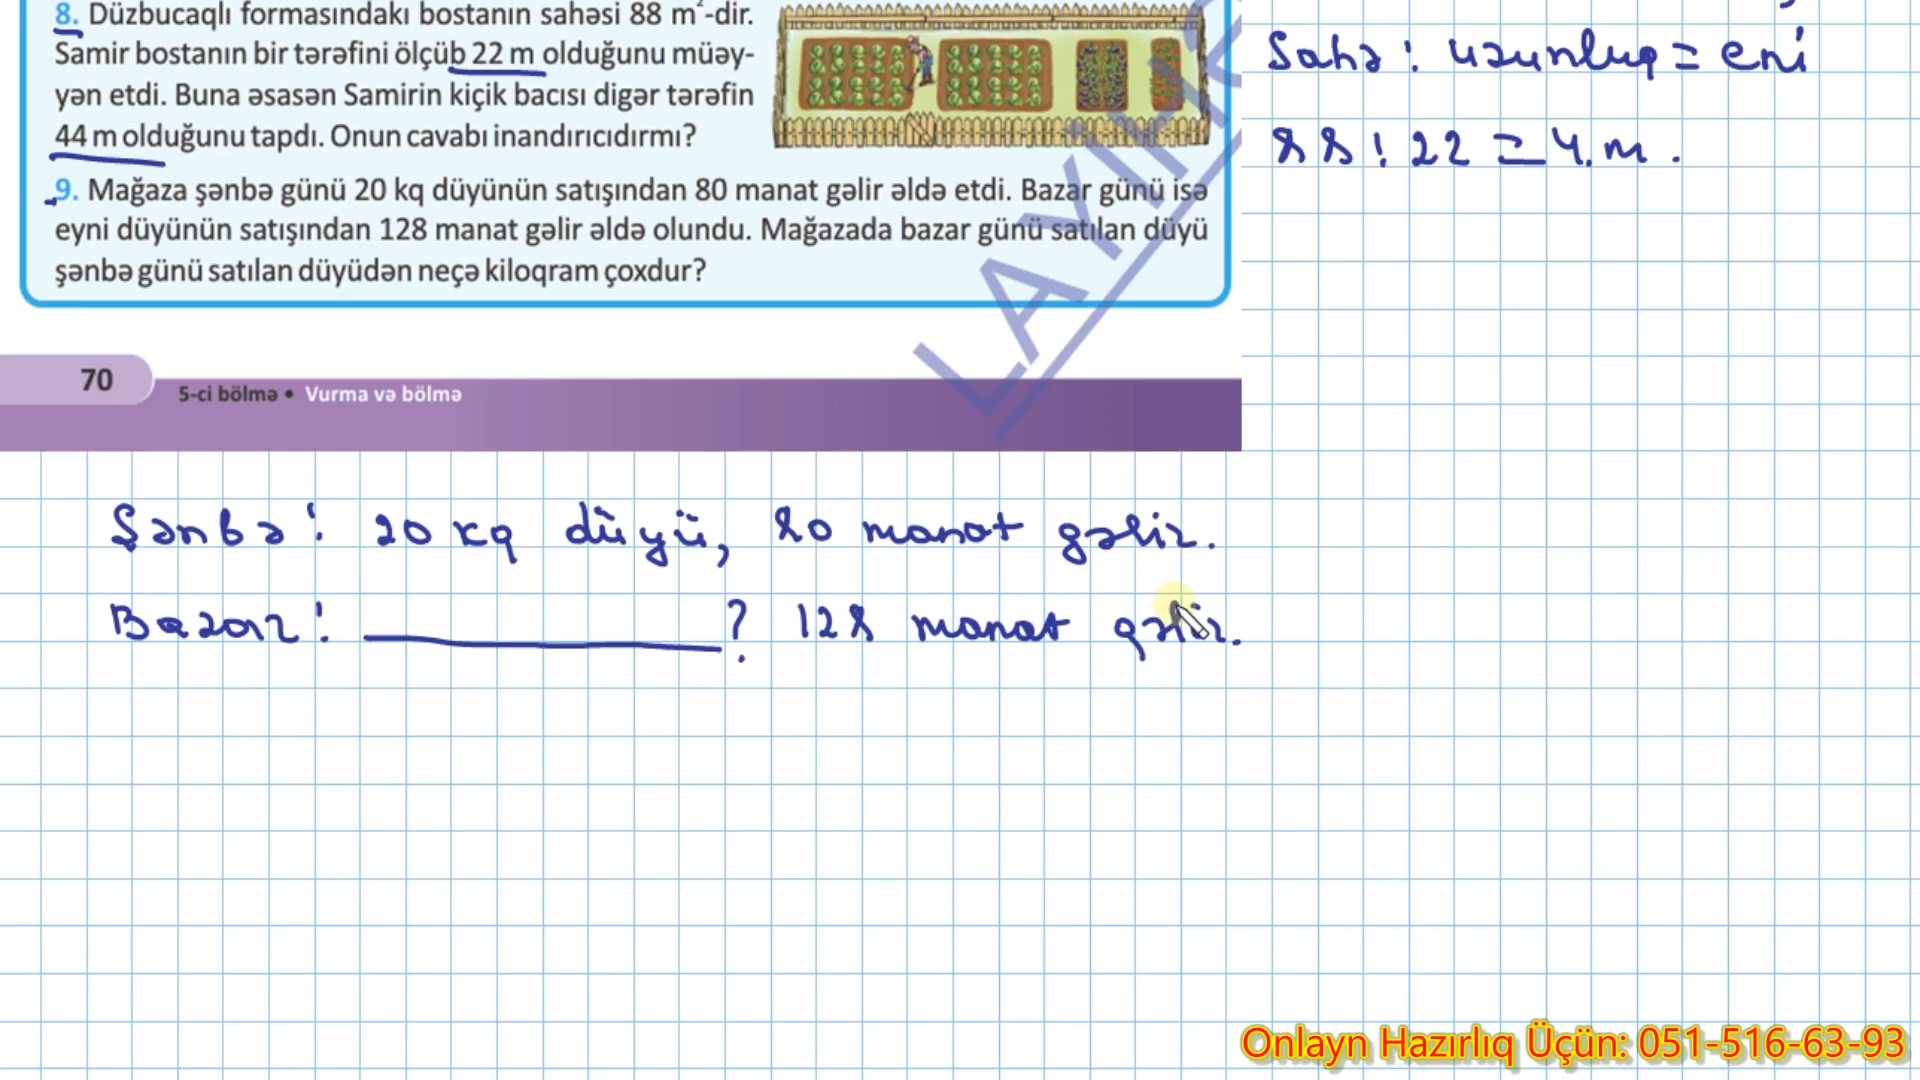 8. Düzbucaqlı formasındakı bostanın sahəsi 88 m²-dir.
Samir bostanın bir tərəfini ölçüb 22 m olduğunu müəy-
yən etdi. Buna əsasən Samirin kiçik bacısı digər tərəfin
44 m olduğunu tapdı. Onun cavabı inandırıcıdırmı?
9. Mağaza şənbə günü 20 kq düyünün satışından 80 manat gəlir əldə etdi. Bazar günü isə
eyni düyünün satışından 128 manat gəlir əldə olundu. Mağazada bazar günü satılan düyü
şənbə günü satılan düyüdən neçə kiloqram çoxdur?
LAYİH
70
5-ci bölmə • Vurma və bölmə
Sahə : uzunluq = eni
88 : 22 = 4 m.
Şənbə: 20 kq düyü, 80 manat gəlir.
Bazar: ? 128 manat gəlir.
Onlayn Hazırlıq Üçün: 051-516-63-93